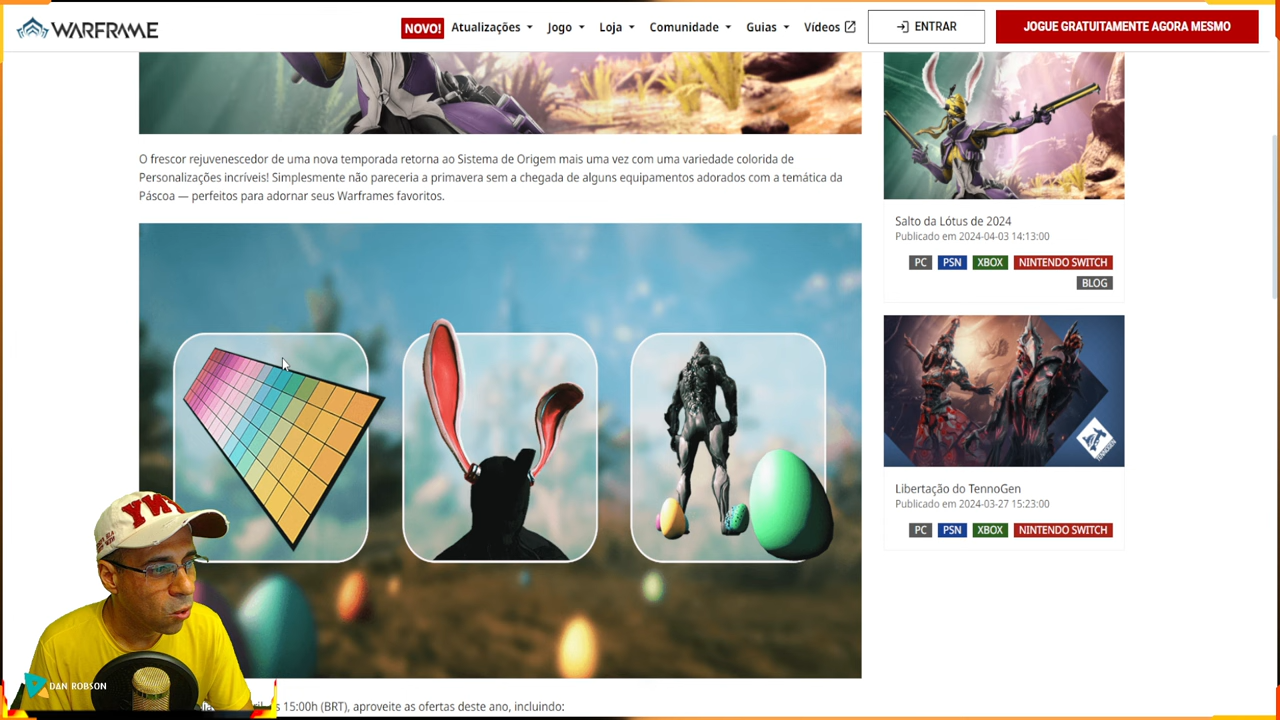 WARFRAME
NOVO! Atualizações Jogo Loja Comunidade Guias Vídeos ENTRAR JOGUE GRATUITAMENTE AGORA MESMO
O frescor rejuvenescedor de uma nova temporada retorna ao Sistema de Origem mais uma vez com uma variedade colorida de
Personalizações incríveis! Simplesmente não pareceria a primavera sem a chegada de alguns equipamentos adorados com a temática da
Páscoa — perfeitos para adornar seus Warframes favoritos.
Salto da Lótus de 2024
Publicado em 2024-04-03 14:13:00
PC PSN XBOX NINTENDO SWITCH
BLOG
TENNOGEN
Libertação do TennoGen
Publicado em 2024-03-27 15:23:00
PC PSN XBOX NINTENDO SWITCH
DAN ROBSON
15:00h (BRT), aproveite as ofertas deste ano, incluindo: